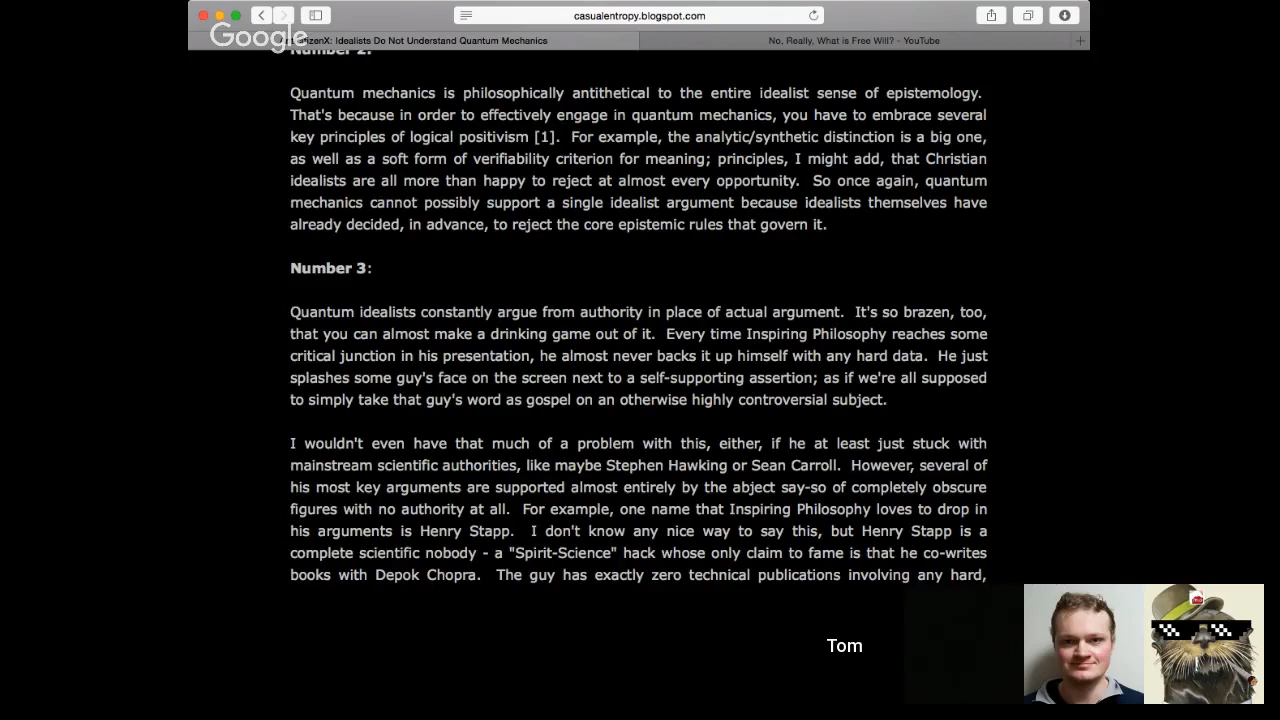 casualentropy.blogspot.com
Google
izenX: Idealists Do Not Understand Quantum Mechanics
No, Really, What is Free Will? - YouTube
Number 2:
Quantum mechanics is philosophically antithetical to the entire idealist sense of epistemology.
That's because in order to effectively engage in quantum mechanics, you have to embrace several
key principles of logical positivism [1]. For example, the analytic/synthetic distinction is a big one,
as well as a soft form of verifiability criterion for meaning; principles, I might add, that Christian
idealists are all more than happy to reject at almost every opportunity. So once again, quantum
mechanics cannot possibly support a single idealist argument because idealists themselves have
already decided, in advance, to reject the core epistemic rules that govern it.
Number 3:
Quantum idealists constantly argue from authority in place of actual argument. It's so brazen, too,
that you can almost make a drinking game out of it. Every time Inspiring Philosophy reaches some
critical junction in his presentation, he almost never backs it up himself with any hard data. He just
splashes some guy's face on the screen next to a self-supporting assertion; as if we're all supposed
to simply take that guy's word as gospel on an otherwise highly controversial subject.
I wouldn't even have that much of a problem with this, either, if he at least just stuck with
mainstream scientific authorities, like maybe Stephen Hawking or Sean Carroll. However, several of
his most key arguments are supported almost entirely by the abject say-so of completely obscure
figures with no authority at all. For example, one name that Inspiring Philosophy loves to drop in
his arguments is Henry Stapp. I don't know any nice way to say this, but Henry Stapp is a
complete scientific nobody - a "Spirit-Science" hack whose only claim to fame is that he co-writes
books with Depok Chopra. The guy has exactly zero technical publications involving any hard,
Tom